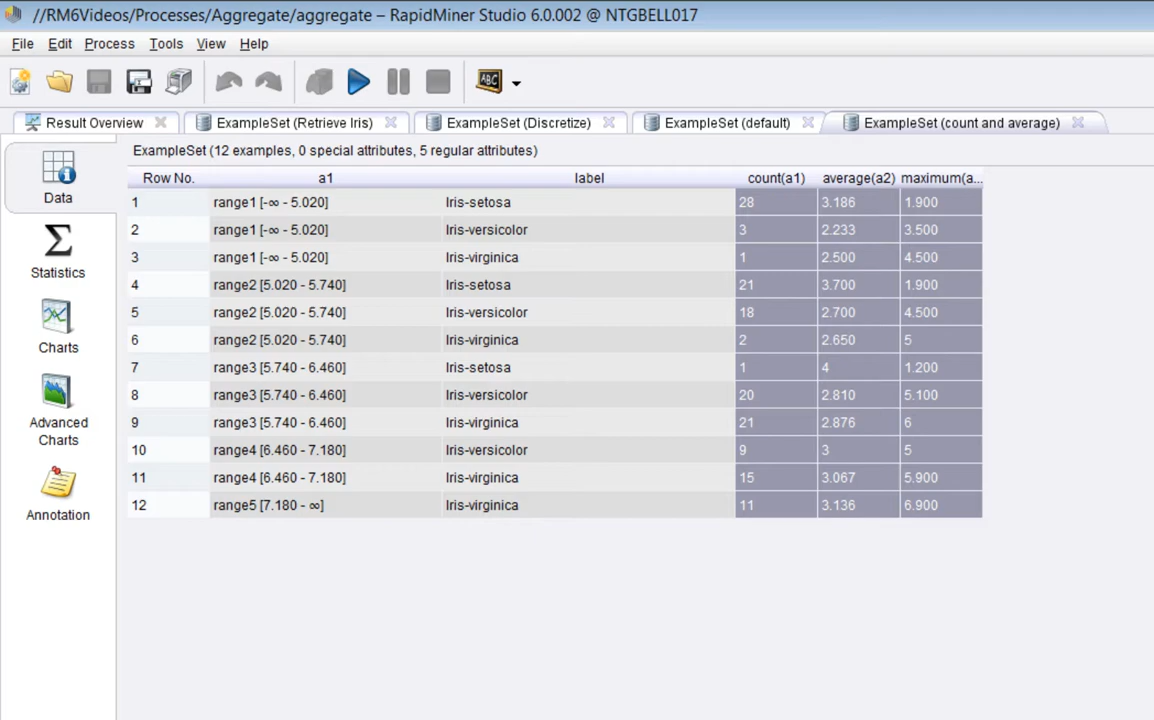 //RM6Videos/Processes/Aggregate/aggregate – RapidMiner Studio 6.0.002 @ NTGBELL017
File Edit Process Tools View Help
ABC
Result Overview ExampleSet (Retrieve Iris) ExampleSet (Discretize) ExampleSet (default) ExampleSet (count and average)
Data
Statistics
Charts
Advanced
Charts
Annotation
ExampleSet (12 examples, 0 special attributes, 5 regular attributes)
Row No. a1 label count(a1) average(a2) maximum(a...
1 range1 [-∞ - 5.020] Iris-setosa 28 3.186 1.900
2 range1 [-∞ - 5.020] Iris-versicolor 3 2.233 3.500
3 range1 [-∞ - 5.020] Iris-virginica 1 2.500 4.500
4 range2 [5.020 - 5.740] Iris-setosa 21 3.700 1.900
5 range2 [5.020 - 5.740] Iris-versicolor 18 2.700 4.500
6 range2 [5.020 - 5.740] Iris-virginica 2 2.650 5
7 range3 [5.740 - 6.460] Iris-setosa 1 4 1.200
8 range3 [5.740 - 6.460] Iris-versicolor 20 2.810 5.100
9 range3 [5.740 - 6.460] Iris-virginica 21 2.876 6
10 range4 [6.460 - 7.180] Iris-versicolor 9 3 5
11 range4 [6.460 - 7.180] Iris-virginica 15 3.067 5.900
12 range5 [7.180 - ∞] Iris-virginica 11 3.136 6.900